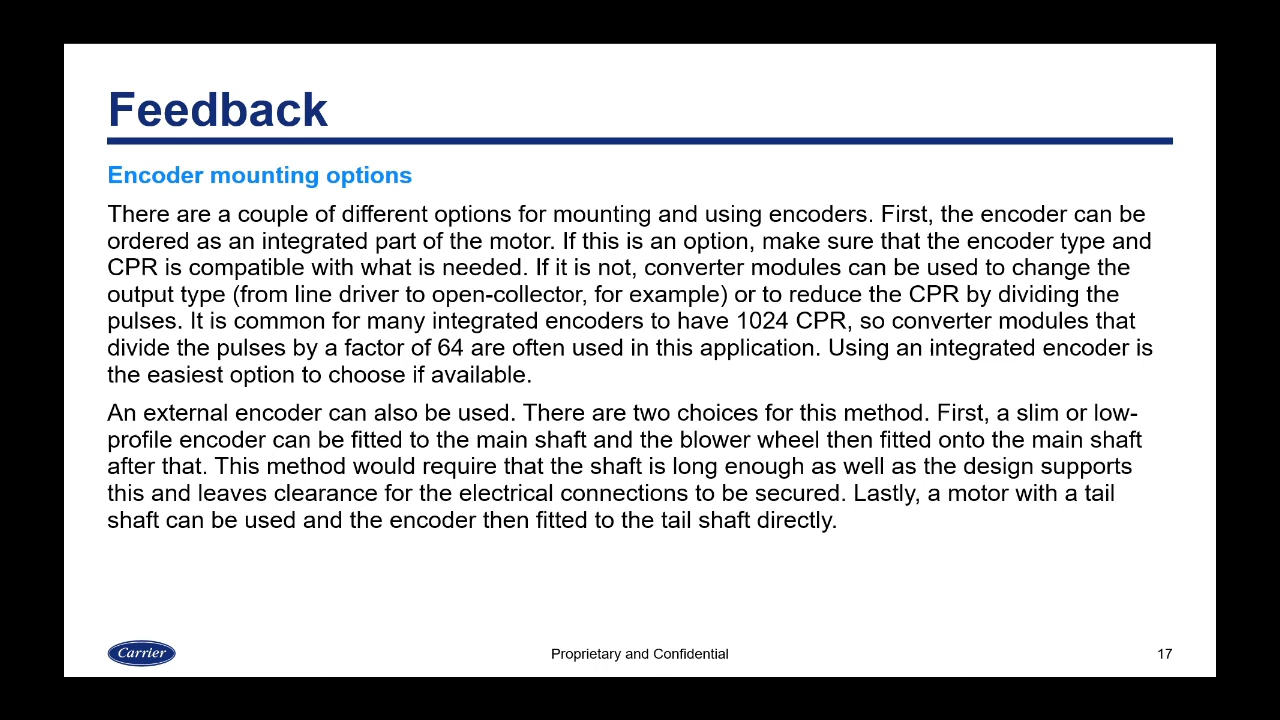 Feedback
Encoder mounting options
There are a couple of different options for mounting and using encoders. First, the encoder can be
ordered as an integrated part of the motor. If this is an option, make sure that the encoder type and
CPR is compatible with what is needed. If it is not, converter modules can be used to change the
output type (from line driver to open-collector, for example) or to reduce the CPR by dividing the
pulses. It is common for many integrated encoders to have 1024 CPR, so converter modules that
divide the pulses by a factor of 64 are often used in this application. Using an integrated encoder is
the easiest option to choose if available.
An external encoder can also be used. There are two choices for this method. First, a slim or low-
profile encoder can be fitted to the main shaft and the blower wheel then fitted onto the main shaft
after that. This method would require that the shaft is long enough as well as the design supports
this and leaves clearance for the electrical connections to be secured. Lastly, a motor with a tail
shaft can be used and the encoder then fitted to the tail shaft directly.
Carrier
Proprietary and Confidential
17